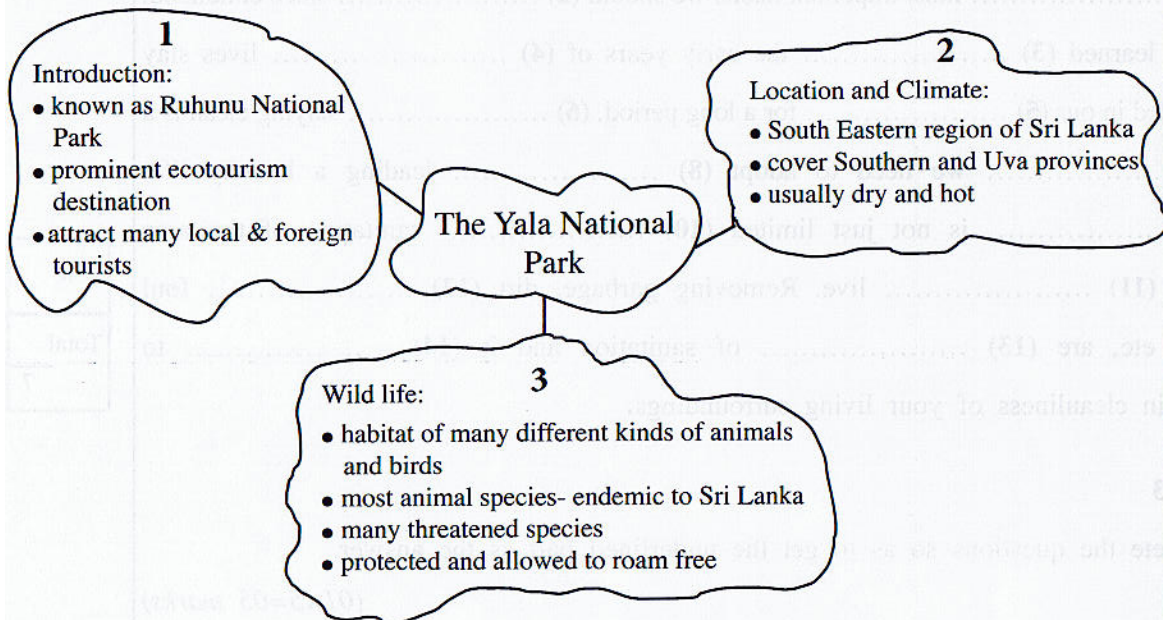 1
Introduction:
• known as Ruhunu National
Park
• prominent ecotourism
destination
• attract many local & foreign
tourists
2
Location and Climate:
• South Eastern region of Sri Lanka
• cover Southern and Uva provinces
• usually dry and hot
The Yala National
Park
3
Wild life:
• habitat of many different kinds of animals
and birds
• most animal species- endemic to Sri Lanka
• many threatened species
• protected and allowed to roam free